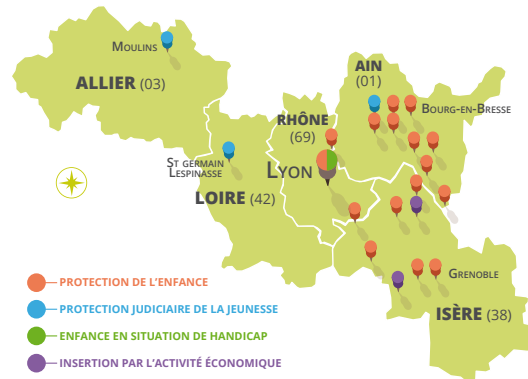 Moulins
ALLIER (03)
AIN
(01)
Bourg-en-Bresse
RHÔNE
(69)
St germain
Lespinasse
Lyon
LOIRE (42)
Grenoble
ISÈRE (38)
PROTECTION DE L'ENFANCE
PROTECTION JUDICIAIRE DE LA JEUNESSE
ENFANCE EN SITUATION DE HANDICAP
INSERTION PAR L'ACTIVITÉ ÉCONOMIQUE